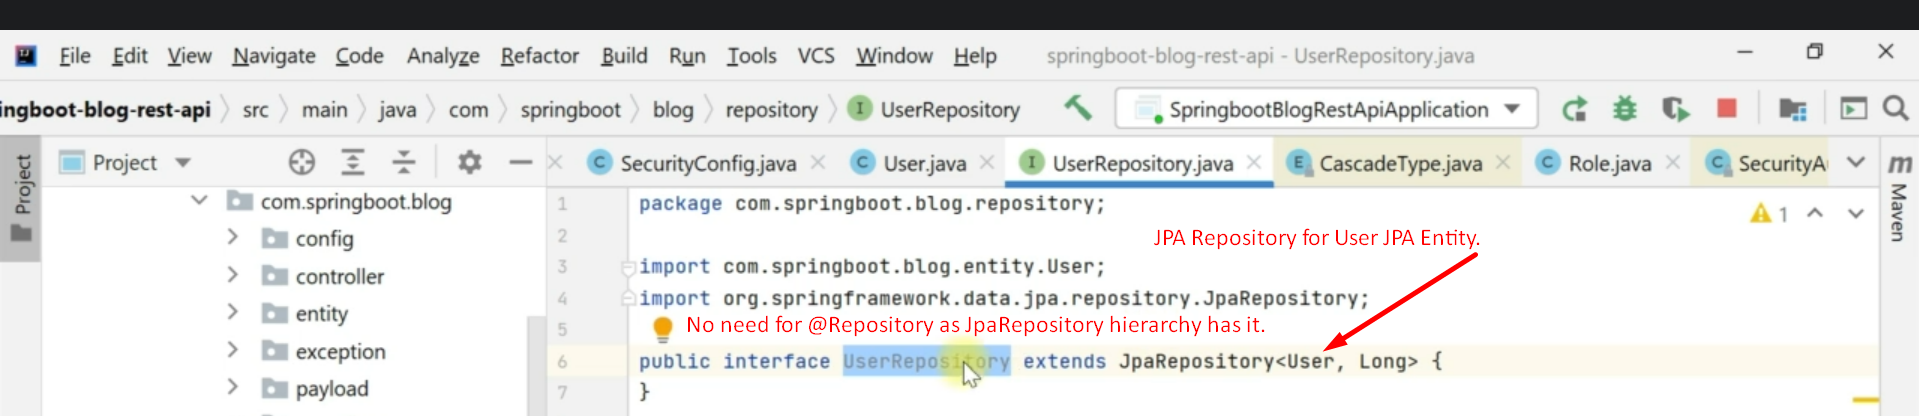 File Edit View Navigate Code Analyze Refactor Build Run Tools VCS Window Help springboot-blog-rest-api - UserRepository.java
ingboot-blog-rest-api src main java com springboot blog repository I UserRepository SpringbootBlogRestApiApplication
Project Project C SecurityConfig.java C User.java I UserRepository.java E CascadeType.java C Role.java C SecurityA m Maven
com.springboot.blog
config
controller
entity
exception
payload
1 package com.springboot.blog.repository; 1
2
JPA Repository for User JPA Entity.
3 import com.springboot.blog.entity.User;
4 import org.springframework.data.jpa.repository.JpaRepository;
5 No need for @Repository as JpaRepository hierarchy has it.
6 public interface UserRepository extends JpaRepository<User, Long> {
7 }